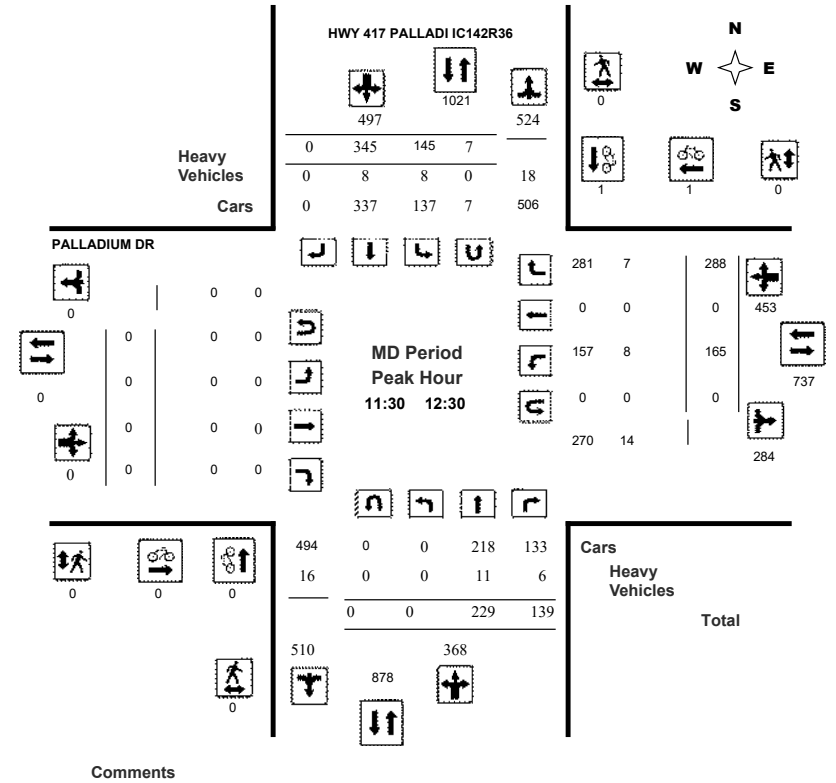 HWY 417 PALLADI IC142R36
N
W E
S
1021
0
497 524
0 345 145 7
Heavy
Vehicles 0 8 8 0 18
Cars 0 337 137 7 506
1 1 0
PALLADIUM DR
0 0 0
281 7 288
453
0 0 0
0 0 0
157 8 165
737
0 0 0
0
MD Period
Peak Hour
11:30 12:30
0 0 0
0 0 0
0
270 14
284
0 0 0
494 0 0 218 133 Cars
16 0 0 11 6 Heavy
Vehicles
0 0 0
0 0 229 139 Total
510 368
878
0
Comments